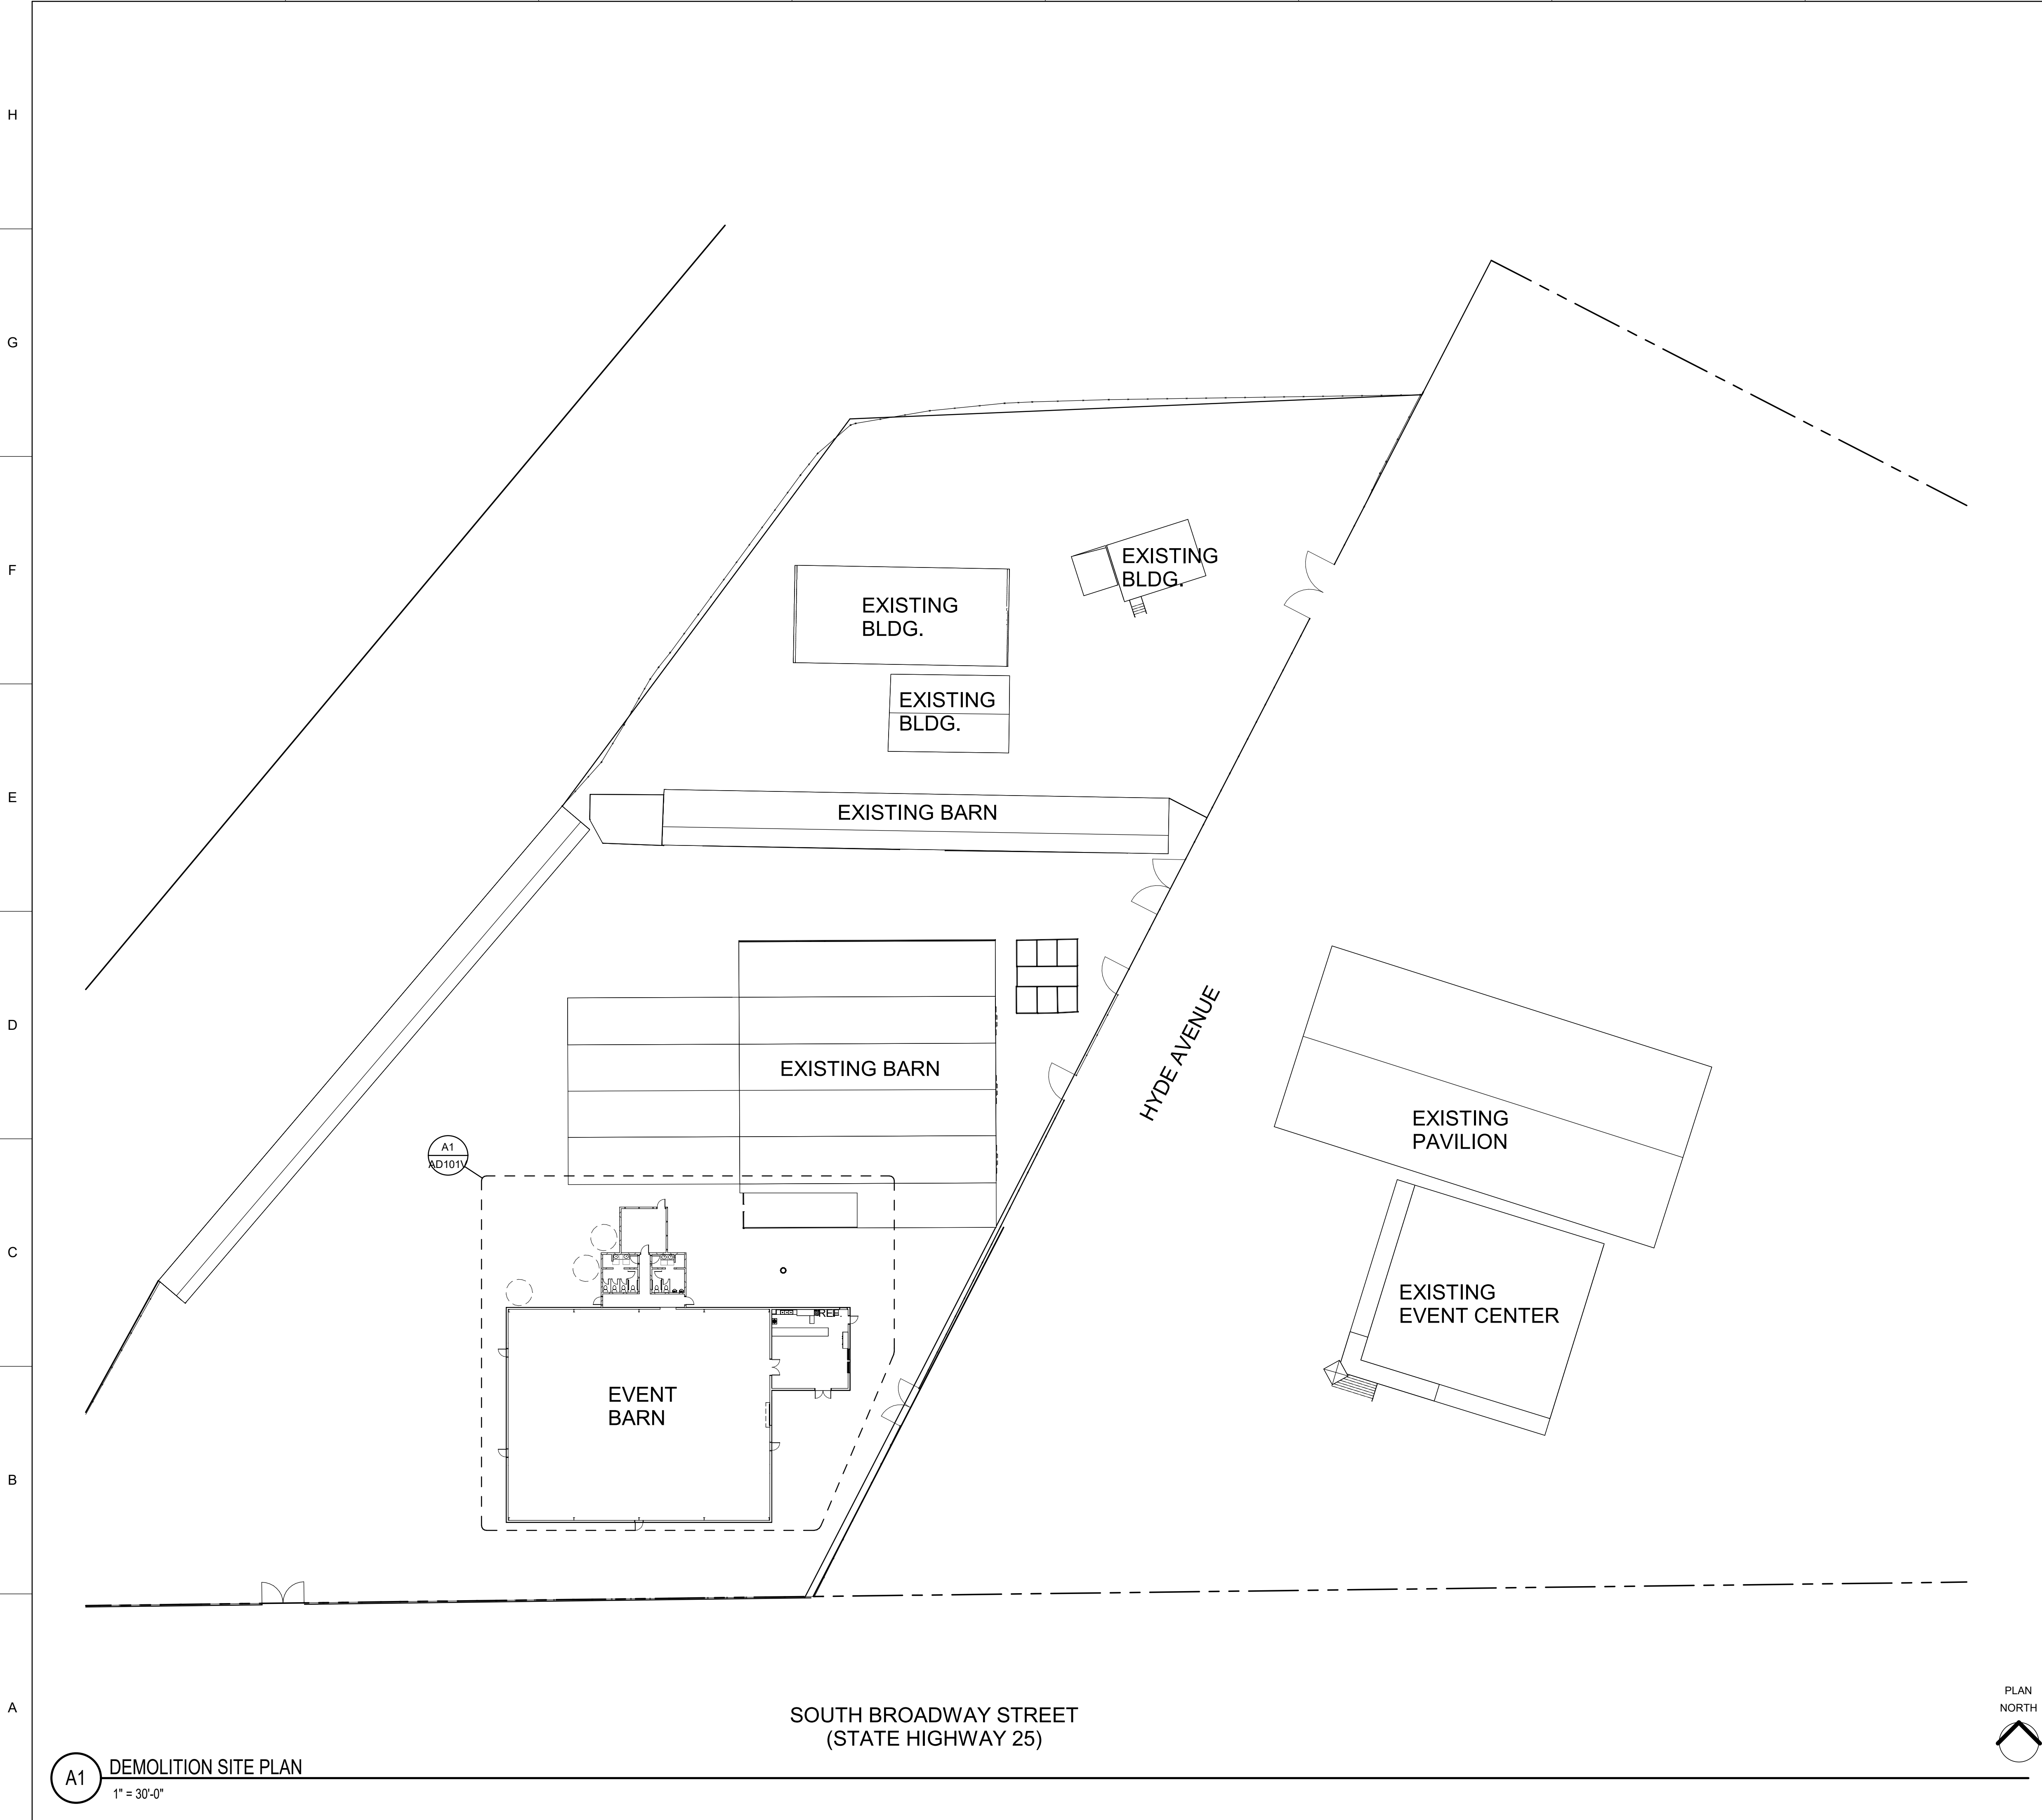 H
G
F
E
D
C
B
A
EXISTING
BLDG.
EXISTING
BLDG.
EXISTING
BLDG.
EXISTING BARN
EXISTING BARN
HYDE AVENUE
EXISTING
PAVILION
A1
AD101V
EXISTING
EVENT CENTER
REF.
EVENT
BARN
SOUTH BROADWAY STREET
(STATE HIGHWAY 25)
PLAN
NORTH
A1
DEMOLITION SITE PLAN
1" = 30'-0"